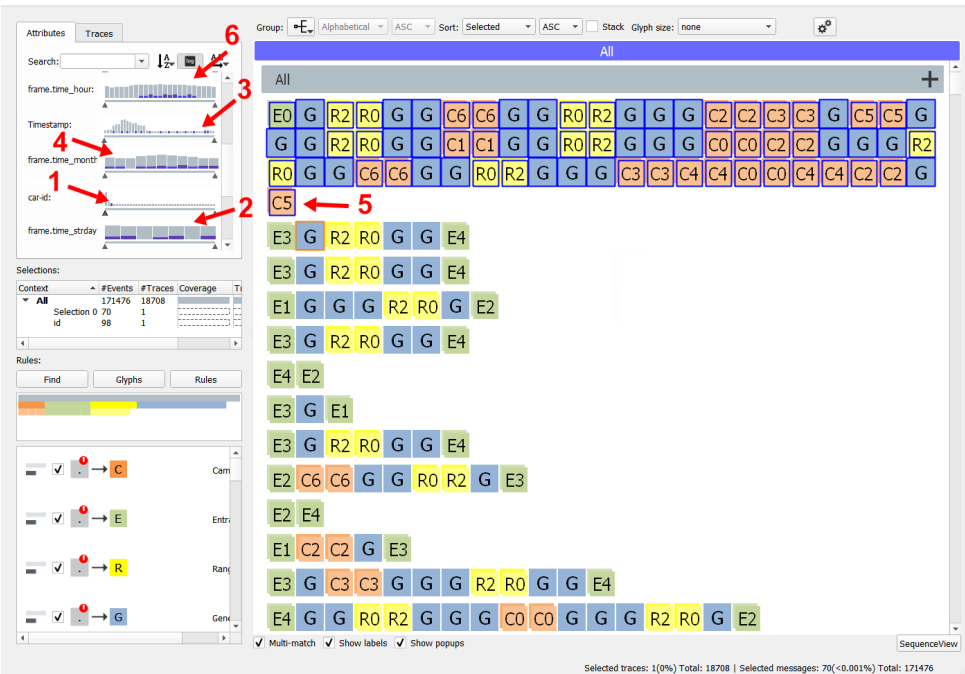 Attributes Traces
Group: Alphabetical ASC Sort: Selected ASC Stack Glyph size: none
All
Search:
log
6
frame.time_hour:
3
Timestamp:
4
frame.time_month
1
car-id:
2
frame.time_strday
All +
E0 G R2 R0 G G C6 C6 G G R0 R2 G G G C2 C2 C3 C3 G C5 C5 G
G G R2 R0 G G C1 C1 G G R0 R2 G G G C0 C0 C2 C2 G G G R2
R0 G G C6 C6 G G R0 R2 G G G C3 C3 C4 C4 C0 C0 C4 C4 C2 C2 G
C5 5
E3 G R2 R0 G G E4
E3 G R2 R0 G G E4
E1 G G G R2 R0 G E2
E3 G R2 R0 G G E4
E4 E2
E3 G E1
E3 G R2 R0 G G E4
E2 C6 C6 G G R0 R2 G E3
E2 E4
E1 C2 C2 G E3
E3 G C3 C3 G G G R2 R0 G G E4
E4 G G R0 R2 G G G C0 C0 G G G R2 R0 G E2
Selections:
Context #Events #Traces Coverage Tr
All 171476 18708
Selection 0 70 1
id 98 1
Rules:
Find Glyphs Rules
. → C Cam
. → E Entra
. → R Rang
. → G Gene
Multi-match Show labels Show popups SequenceView
Selected traces: 1(0%) Total: 18708 | Selected messages: 70(<0.001%) Total: 171476